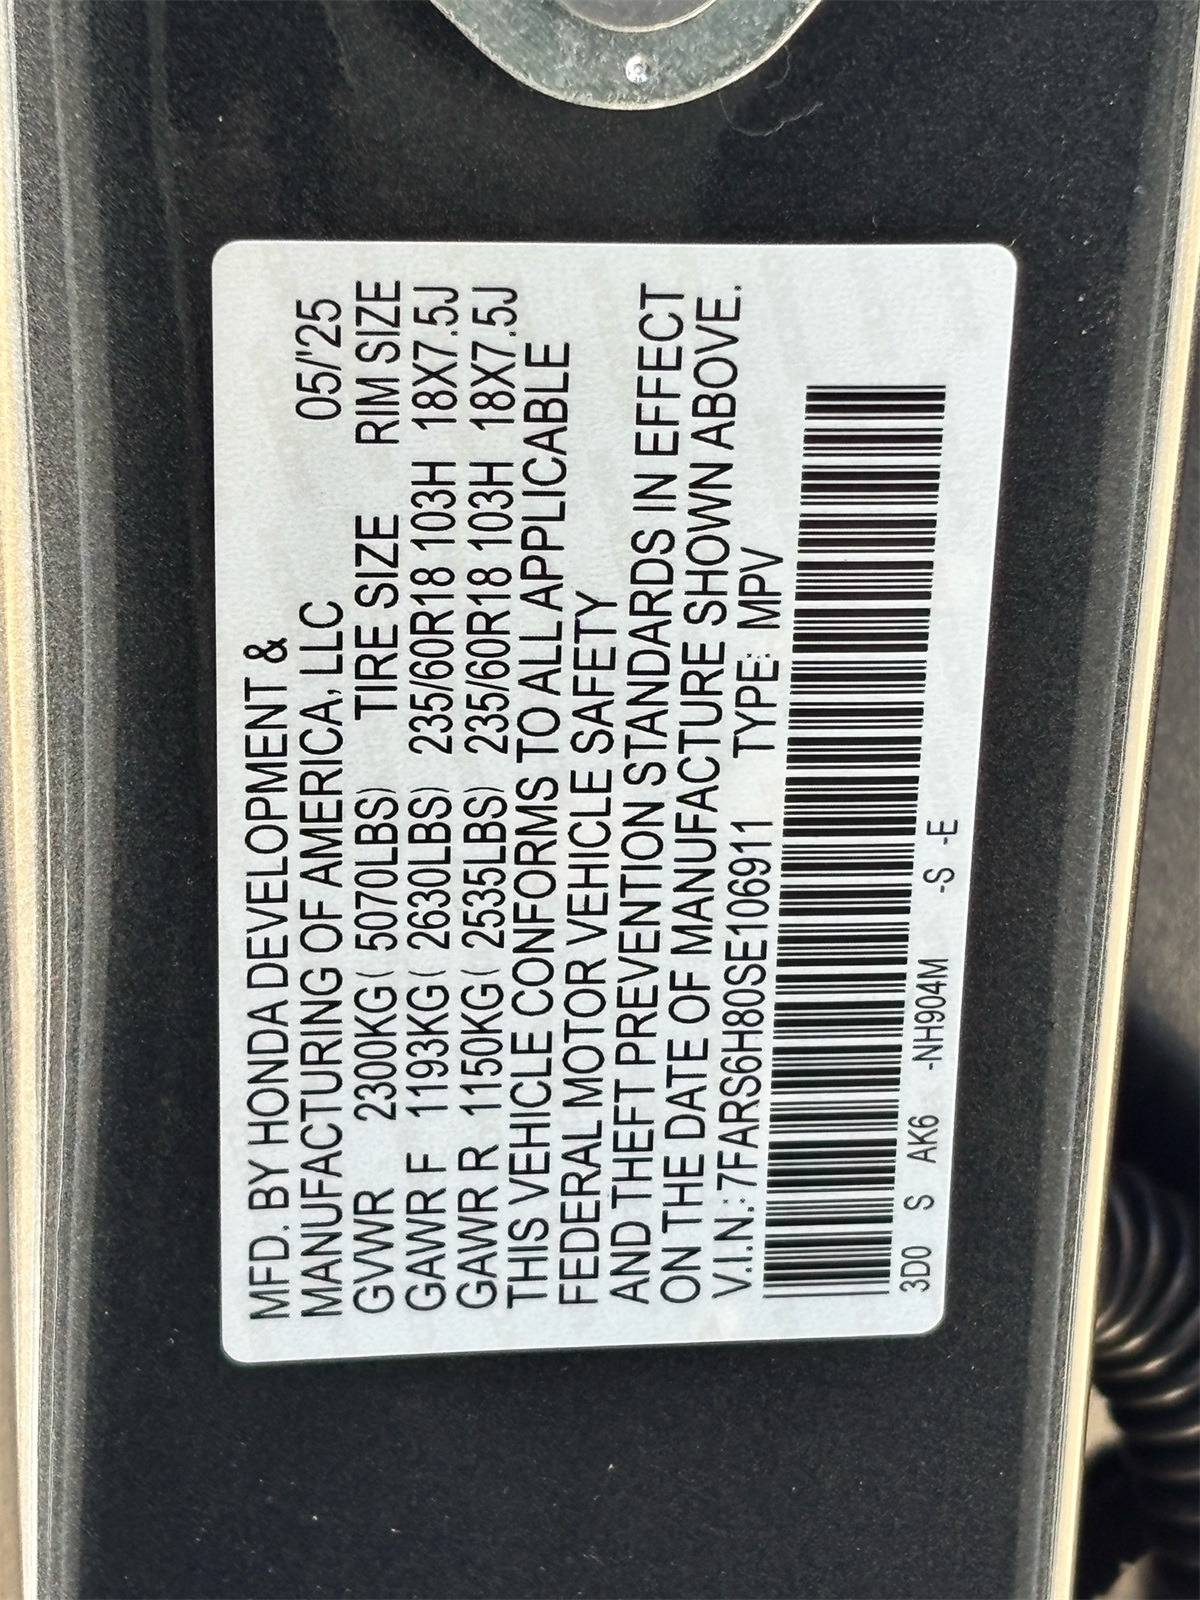 MFD. BY HONDA DEVELOPMENT &
MANUFACTURING OF AMERICA, LLC 05/'25
GVWR 2300KG( 5070LBS) TIRE SIZE RIM SIZE
GAWR F 1193KG( 2630LBS) 235/60R18 103H 18X7.5J
GAWR R 1150KG( 2535LBS) 235/60R18 103H 18X7.5J
THIS VEHICLE CONFORMS TO ALL APPLICABLE
FEDERAL MOTOR VEHICLE SAFETY
AND THEFT PREVENTION STANDARDS IN EFFECT
ON THE DATE OF MANUFACTURE SHOWN ABOVE.
V.I.N.: 7FARS6H80SE106911 TYPE: MPV
3D0 S AK6 -NH904M -S -E